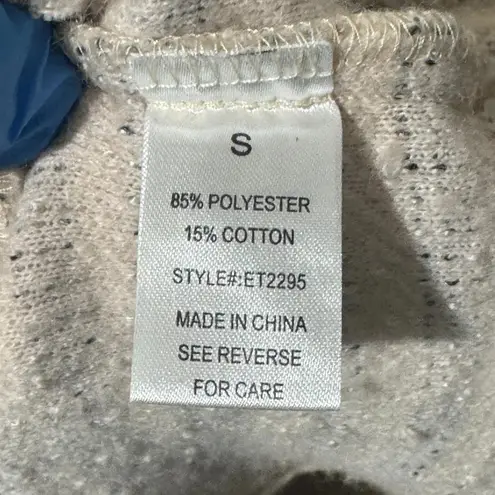 S
85% POLYESTER
15% COTTON
STYLE#:ET2295
MADE IN CHINA
SEE REVERSE
FOR CARE